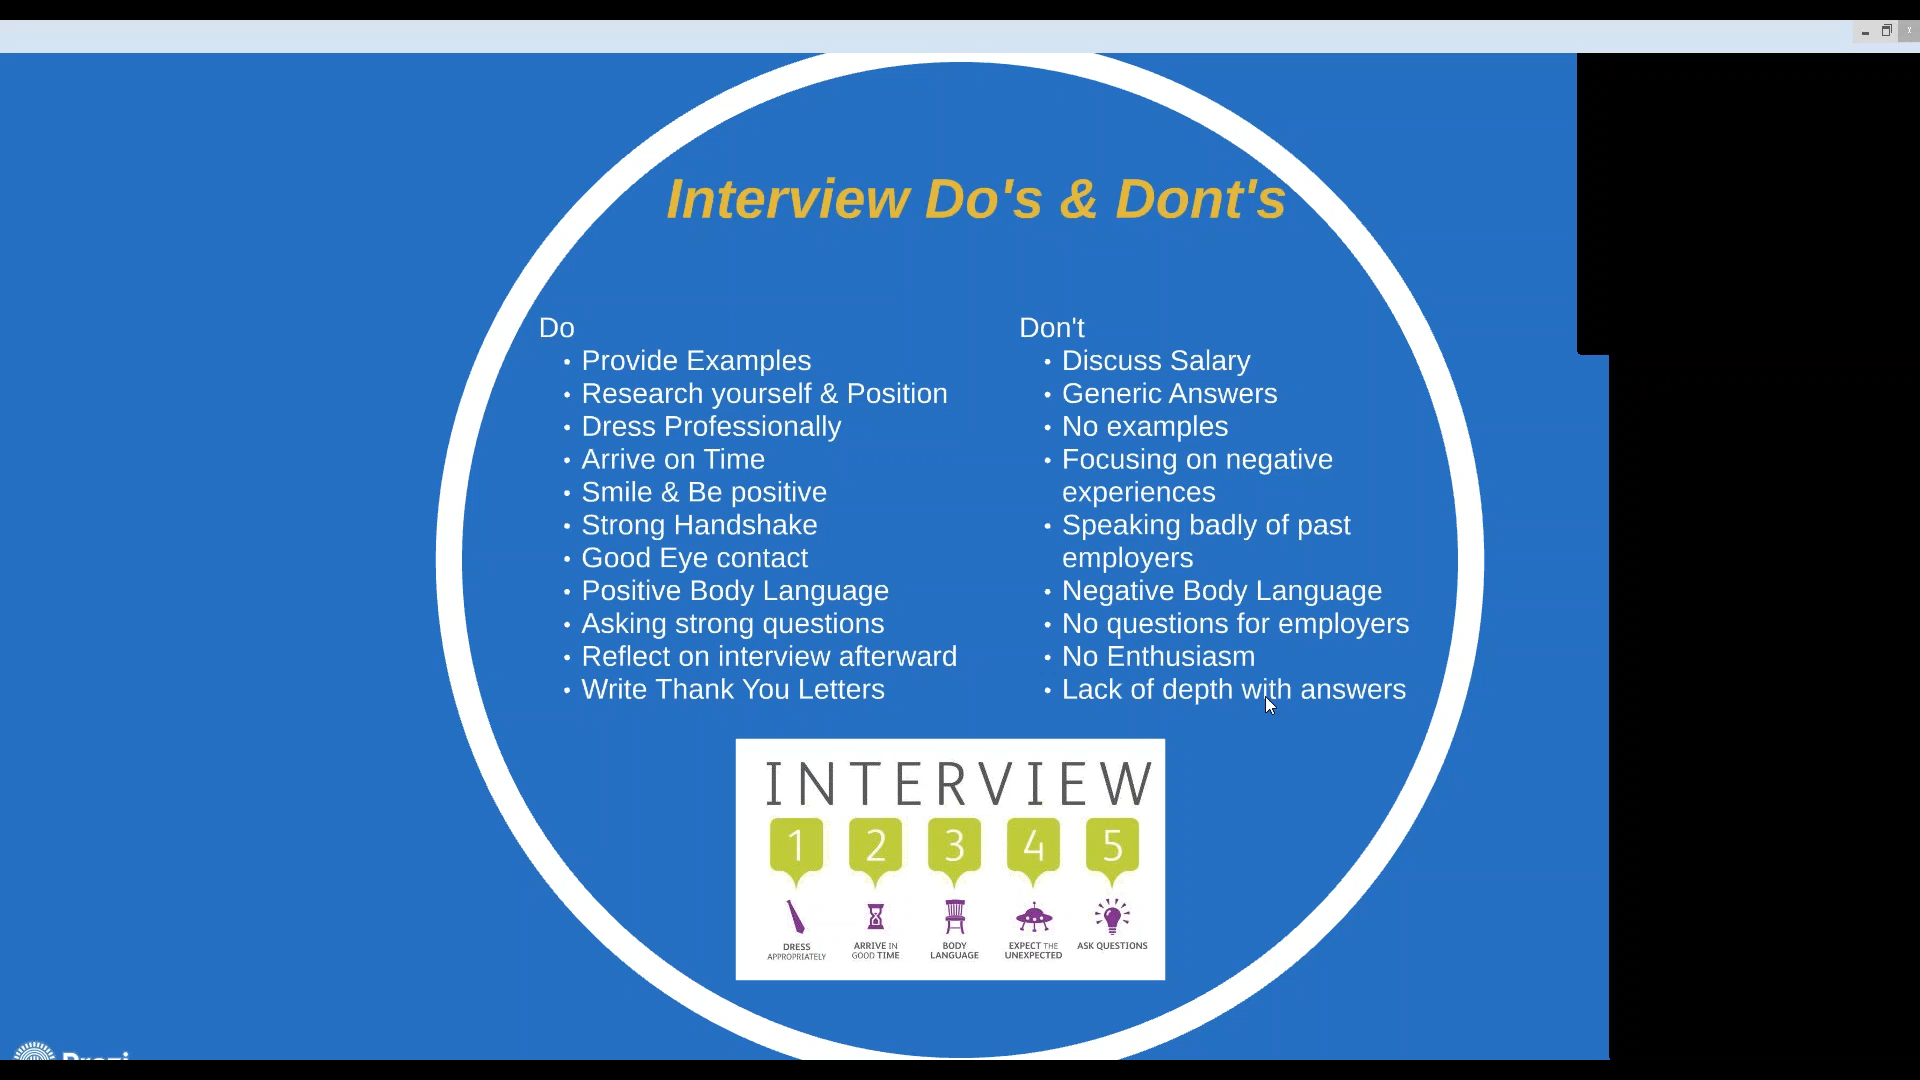 Interview Do's & Dont's
Do
• Provide Examples
• Research yourself & Position
• Dress Professionally
• Arrive on Time
• Smile & Be positive
• Strong Handshake
• Good Eye contact
• Positive Body Language
• Asking strong questions
• Reflect on interview afterward
• Write Thank You Letters
Don't
• Discuss Salary
• Generic Answers
• No examples
• Focusing on negative
experiences
• Speaking badly of past
employers
• Negative Body Language
• No questions for employers
• No Enthusiasm
• Lack of depth with answers
INTERVIEW
1 2 3 4 5
DRESS
APPROPRIATELY
ARRIVE IN
GOOD TIME
BODY
LANGUAGE
EXPECT THE
UNEXPECTED
ASK QUESTIONS
Prezi